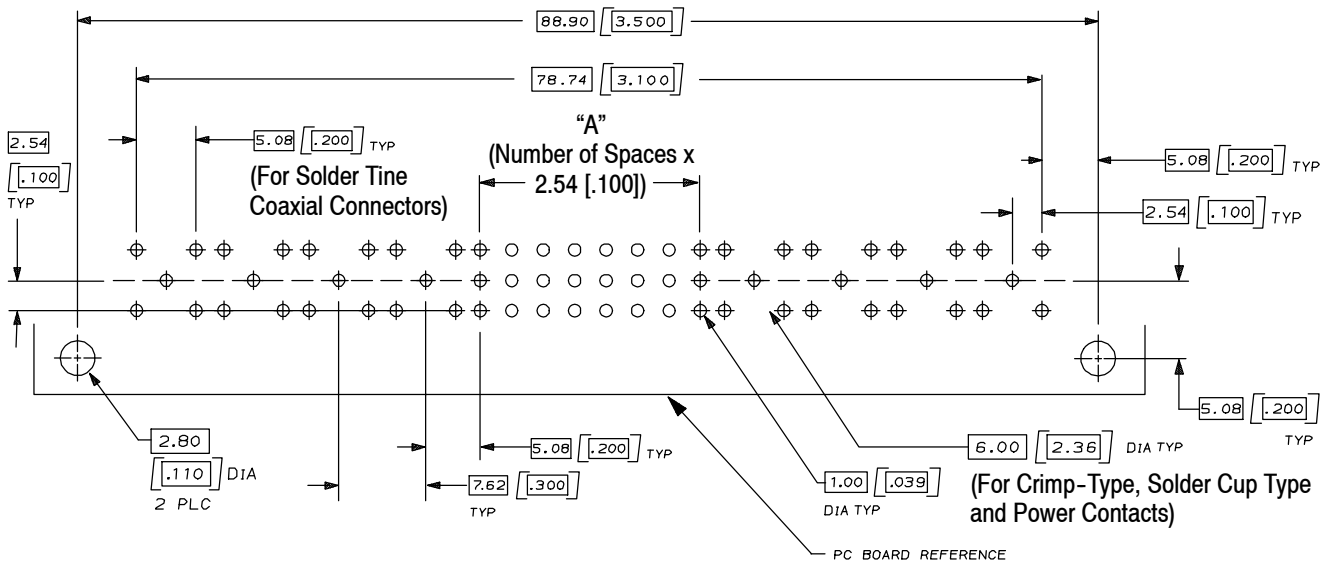 88.90 [3.500]
78.74 [3.100]
"A"
(Number of Spaces x
2.54 [.100])
2.54
[.100]
TYP
5.08 [.200] TYP
(For Solder Tine
Coaxial Connectors)
5.08 [.200] TYP
2.54 [.100] TYP
5.08 [.200]
TYP
2.80
[.110] DIA
2 PLC
5.08 [.200] TYP
7.62 [.300]
TYP
1.00 [.039]
DIA TYP
6.00 [2.36] DIA TYP
(For Crimp-Type, Solder Cup Type
and Power Contacts)
PC BOARD REFERENCE